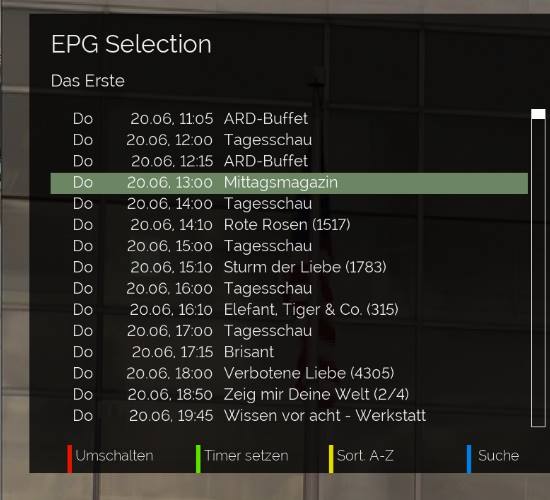 EPG Selection
Das Erste
Do 20.06, 11:05 ARD-Buffet
Do 20.06, 12:00 Tagesschau
Do 20.06, 12:15 ARD-Buffet
Do 20.06, 13:00 Mittagsmagazin
Do 20.06, 14:00 Tagesschau
Do 20.06, 14:10 Rote Rosen (1517)
Do 20.06, 15:00 Tagesschau
Do 20.06, 15:10 Sturm der Liebe (1783)
Do 20.06, 16:00 Tagesschau
Do 20.06, 16:10 Elefant, Tiger & Co. (315)
Do 20.06, 17:00 Tagesschau
Do 20.06, 17:15 Brisant
Do 20.06, 18:00 Verbotene Liebe (4305)
Do 20.06, 18:50 Zeig mir Deine Welt (2/4)
Do 20.06, 19:45 Wissen vor acht - Werkstatt
Umschalten Timer setzen Sort. A-Z Suche